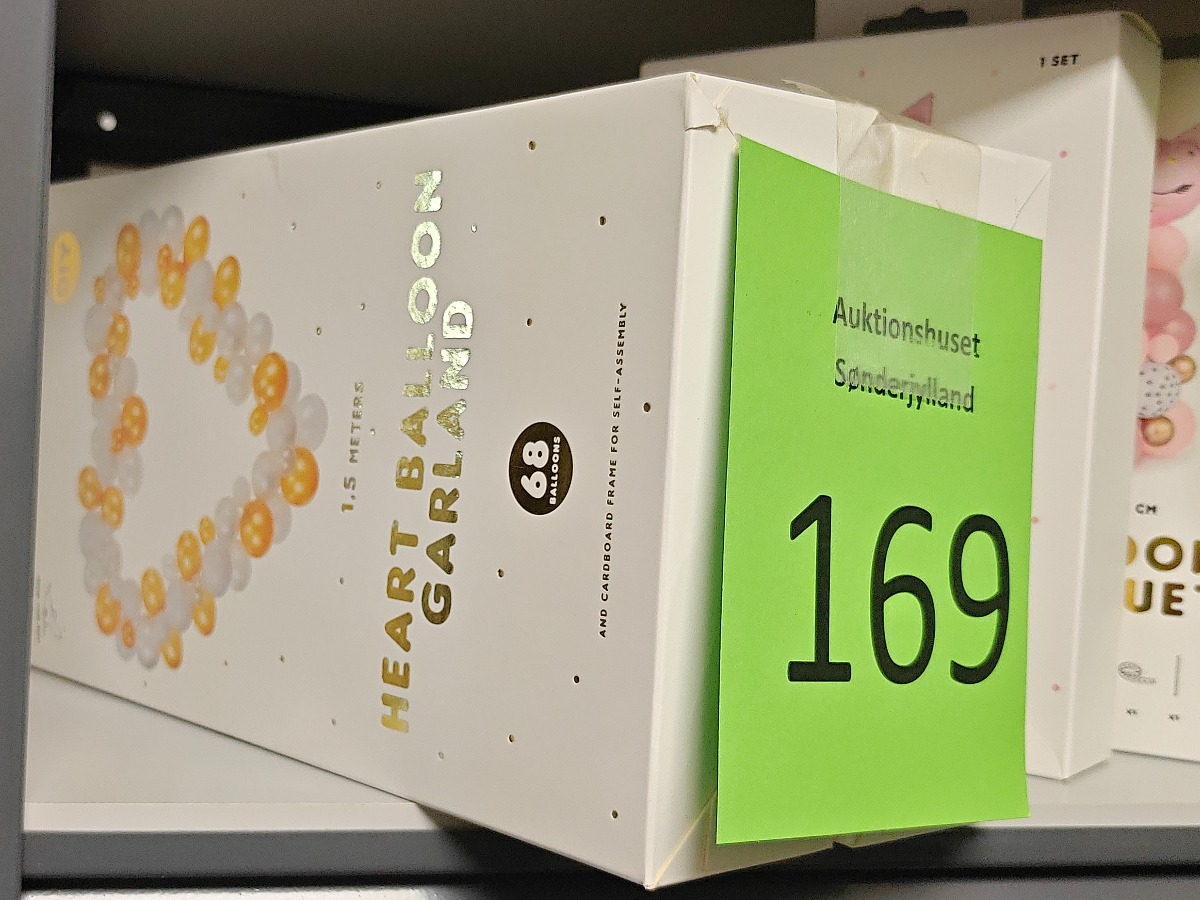 1.5 METERS
HEART BALLOON
GARLAND
68
BALLOONS
AND CARDBOARD FRAME FOR SELF-ASSEMBLY
Auktionshuset
Sønderjylland
169
1 SET
CM